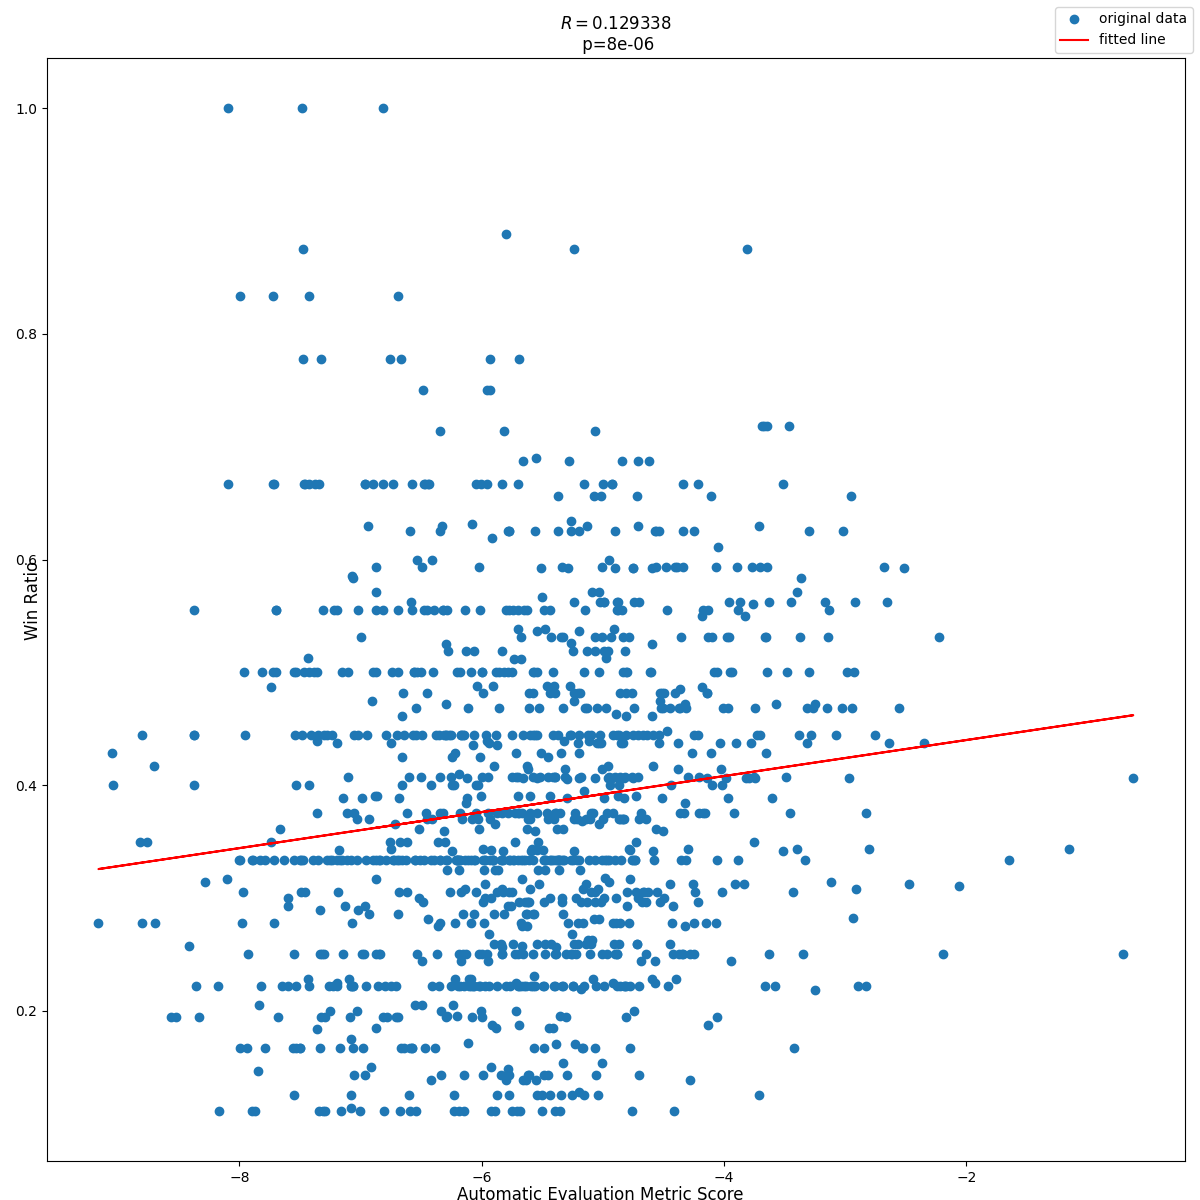 R = 0.129338
p=8e-06
original data
fitted line
1.0
0.8
0.6
0.4
0.2
Win Ratio
−8
−6
−4
−2
Automatic Evaluation Metric Score